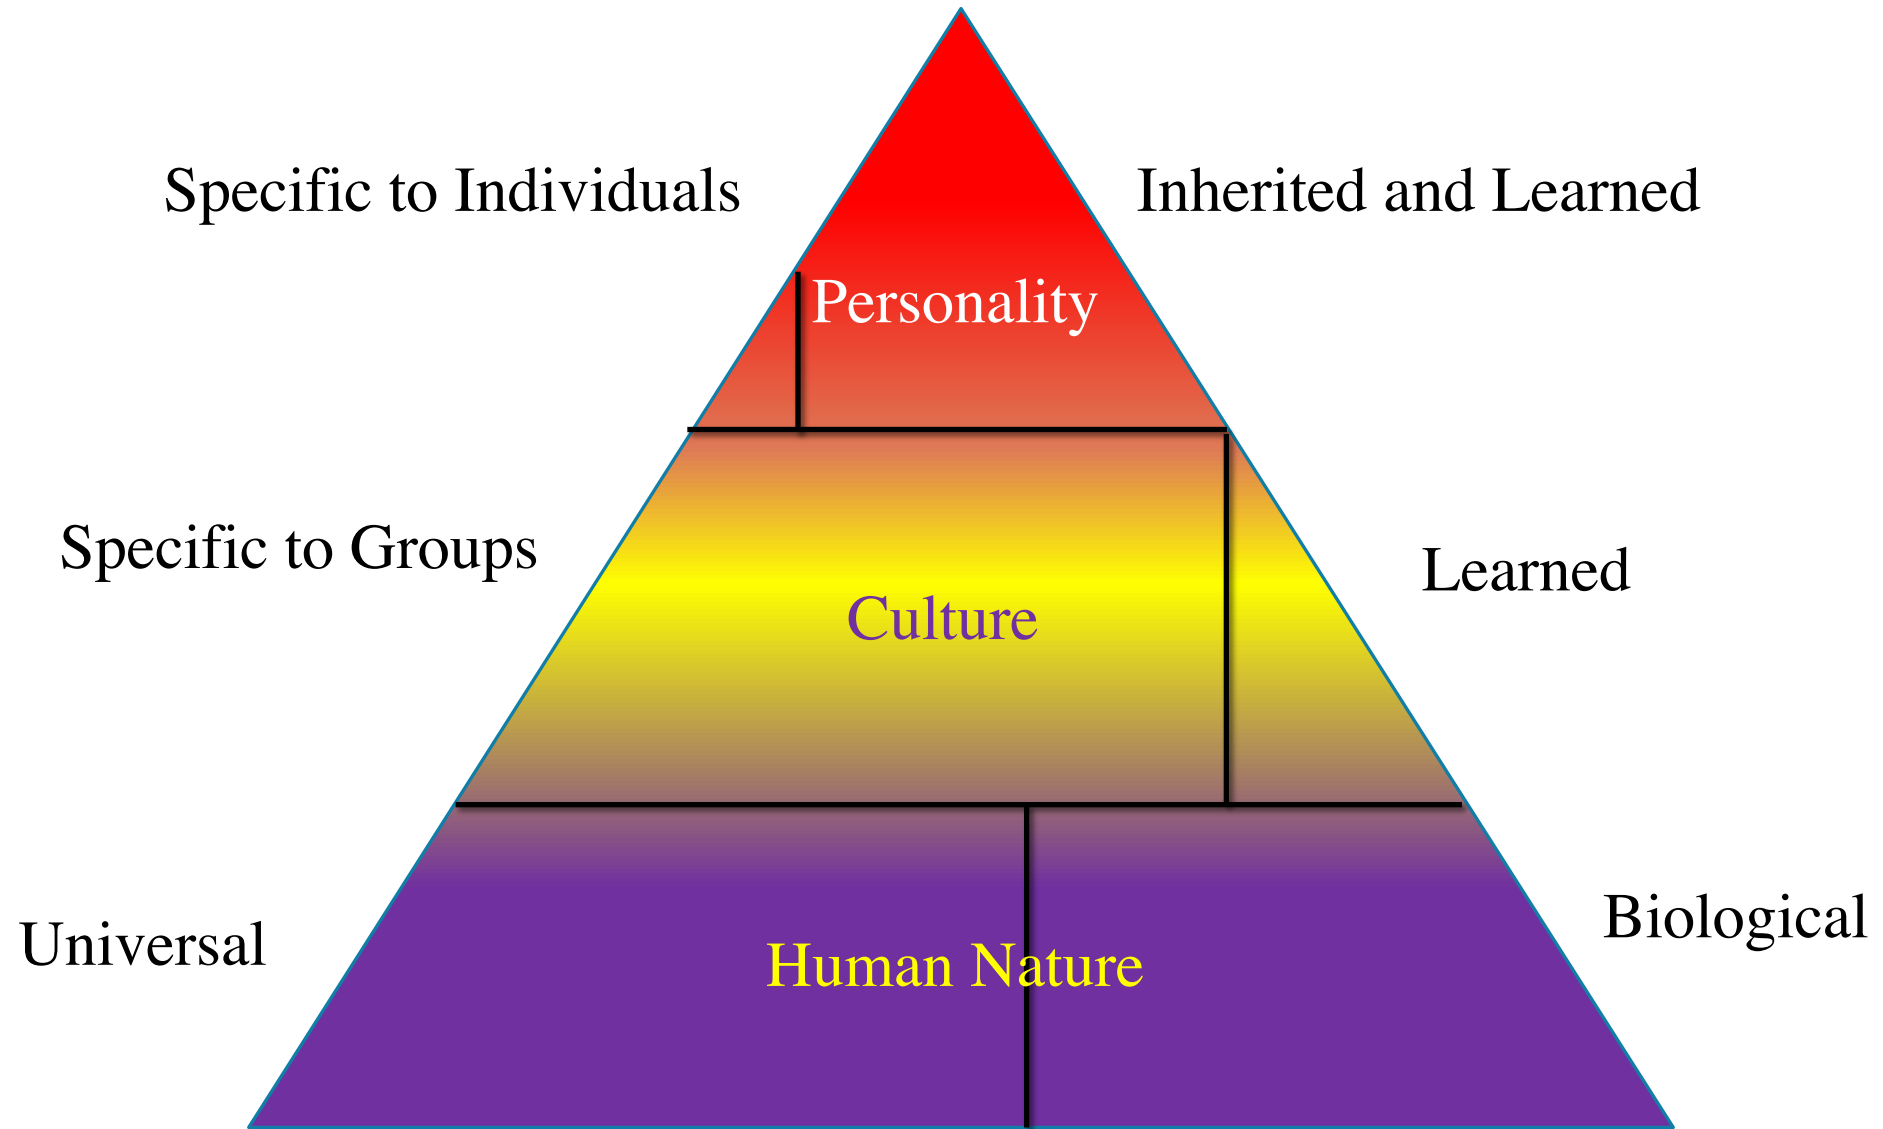 Specific to Individuals
Inherited and Learned
Personality
Specific to Groups
Learned
Culture
Biological
Universal
Human Nature